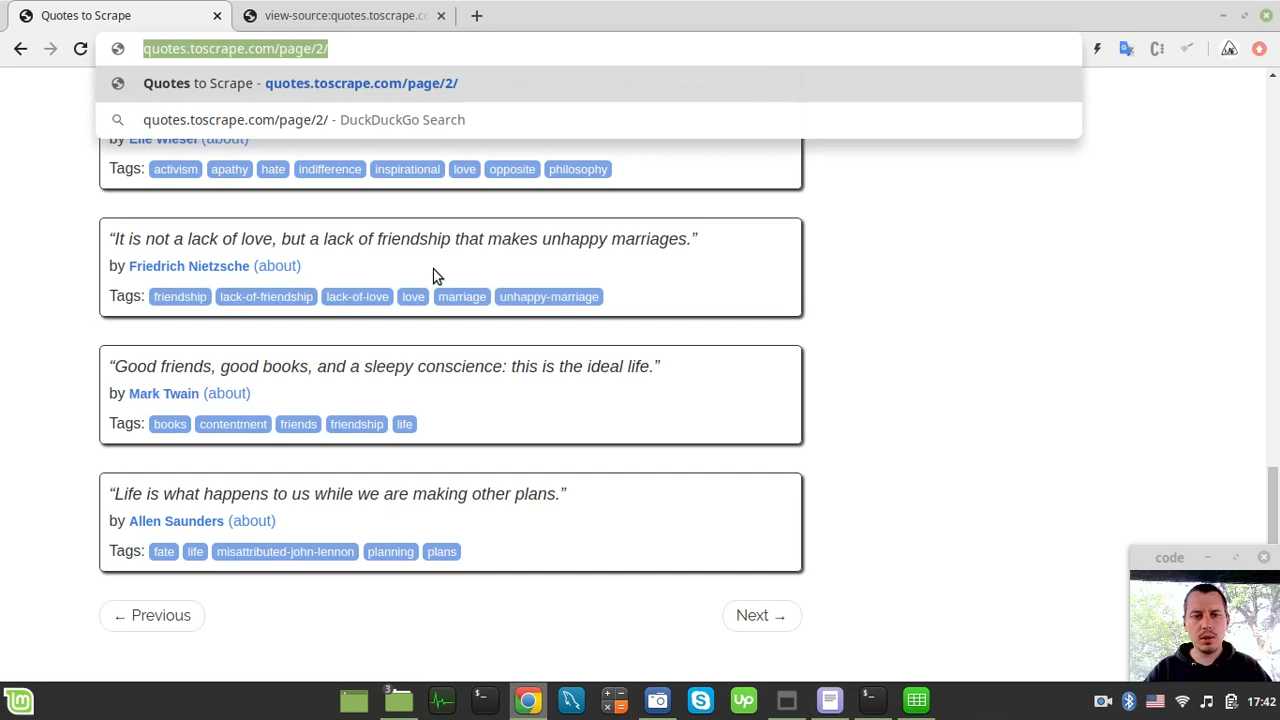 Quotes to Scrape
view-source:quotes.toscrape.c
quotes.toscrape.com/page/2/
Quotes to Scrape - quotes.toscrape.com/page/2/
quotes.toscrape.com/page/2/ - DuckDuckGo Search
by Elie Wiesel (about)
Tags: activism apathy hate indifference inspirational love opposite philosophy
“It is not a lack of love, but a lack of friendship that makes unhappy marriages.”
by Friedrich Nietzsche (about)
Tags: friendship lack-of-friendship lack-of-love love marriage unhappy-marriage
“Good friends, good books, and a sleepy conscience: this is the ideal life.”
by Mark Twain (about)
Tags: books contentment friends friendship life
“Life is what happens to us while we are making other plans.”
by Allen Saunders (about)
Tags: fate life misattributed-john-lennon planning plans
code
← Previous
Next →
3
17:42